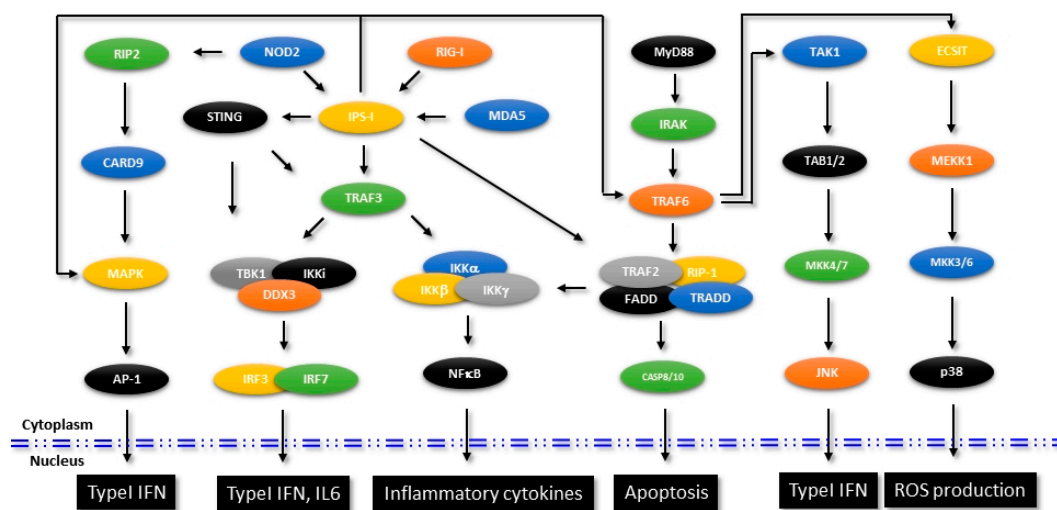 RIP2
NOD2
RIG-I
MyD88
TAK1
ECSIT
STING
IPS-I
MDA5
IRAK
CARD9
TAB1/2
MEKK1
TRAF3
TRAF6
MAPK
TBK1
IKKi
DDX3
IKKα
IKKβ
IKKγ
TRAF2
RIP-1
FADD
TRADD
MKK4/7
MKK3/6
AP-1
IRF3
IRF7
NFκB
CASP8/10
JNK
p38
Cytoplasm
Nucleus
TypeI IFN
TypeI IFN, IL6
Inflammatory cytokines
Apoptosis
TypeI IFN
ROS production